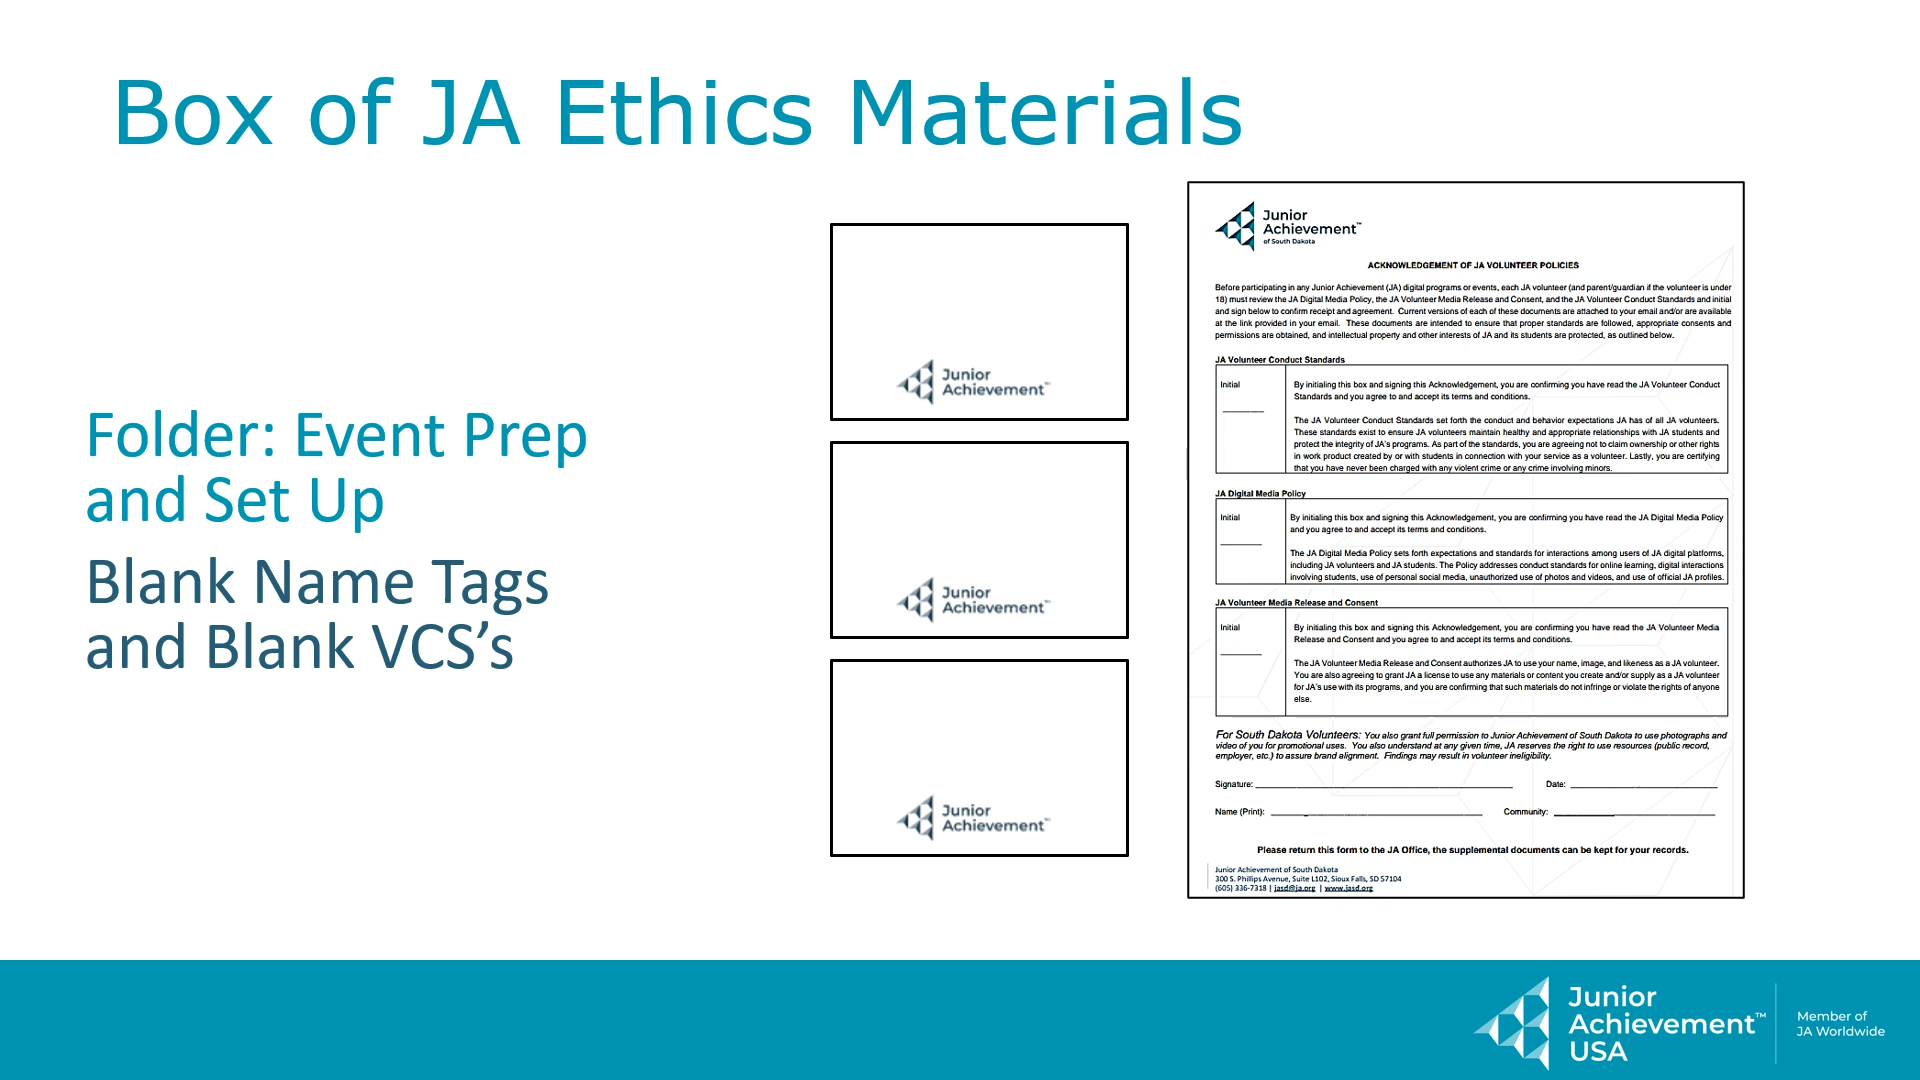 Box of JA Ethics Materials
Folder: Event Prep
and Set Up
Blank Name Tags
and Blank VCS’s
Junior
Achievement™
Junior
Achievement™
Junior
Achievement™
Junior
Achievement™
of South Dakota
ACKNOWLEDGEMENT OF JA VOLUNTEER POLICIES
Before participating in any Junior Achievement (JA) digital programs or events, each JA volunteer (and parent/guardian if the volunteer is under
18) must review the JA Digital Media Policy, the JA Volunteer Media Release and Consent, and the JA Volunteer Conduct Standards and initial
and sign below to confirm receipt and agreement. Current versions of each of these documents are attached to your email and/or are available
at the link provided in your email. These documents are intended to ensure that proper standards are followed, appropriate consents and
permissions are obtained, and intellectual property and other interests of JA and its students are protected, as outlined below.
JA Volunteer Conduct Standards
Initial
By initialing this box and signing this Acknowledgement, you are confirming you have read the JA Volunteer Conduct
Standards and you agree to and accept its terms and conditions.
The JA Volunteer Conduct Standards set forth the conduct and behavior expectations JA has of all JA volunteers.
These standards exist to ensure JA volunteers maintain healthy and appropriate relationships with JA students and
protect the integrity of JA’s programs. As part of the standards, you are agreeing not to claim ownership or other rights
in work product created by or with students in connection with your service as a volunteer. Lastly, you are certifying
that you have never been charged with any violent crime or any crime involving minors.
JA Digital Media Policy
Initial
By initialing this box and signing this Acknowledgement, you are confirming you have read the JA Digital Media Policy
and you agree to and accept its terms and conditions.
The JA Digital Media Policy sets forth expectations and standards for interactions among users of JA digital platforms,
including JA volunteers and JA students. The Policy addresses conduct standards for online learning, digital interactions
involving students, use of personal social media, unauthorized use of photos and videos, and use of official JA profiles.
JA Volunteer Media Release and Consent
Initial
By initialing this box and signing this Acknowledgement, you are confirming you have read the JA Volunteer Media
Release and Consent and you agree to and accept its terms and conditions.
The JA Volunteer Media Release and Consent authorizes JA to use your name, image, and likeness as a JA volunteer.
You are also agreeing to grant JA a license to use any materials or content you create and/or supply as a JA volunteer
for JA’s use with its programs, and you are confirming that such materials do not infringe or violate the rights of anyone
else.
For South Dakota Volunteers: You also grant full permission to Junior Achievement of South Dakota to use photographs and
video of you for promotional uses. You also understand at any given time, JA reserves the right to use resources (public record,
employer, etc.) to assure brand alignment. Findings may result in volunteer ineligibility.
Signature: Date:
Name (Print): Community:
Please return this form to the JA Office, the supplemental documents can be kept for your records.
Junior Achievement of South Dakota
300 S. Phillips Avenue, Suite L102, Sioux Falls, SD 57104
(605) 336-7318 | jasd@ja.org | www.jasd.org
Junior
Achievement™
USA
Member of
JA Worldwide